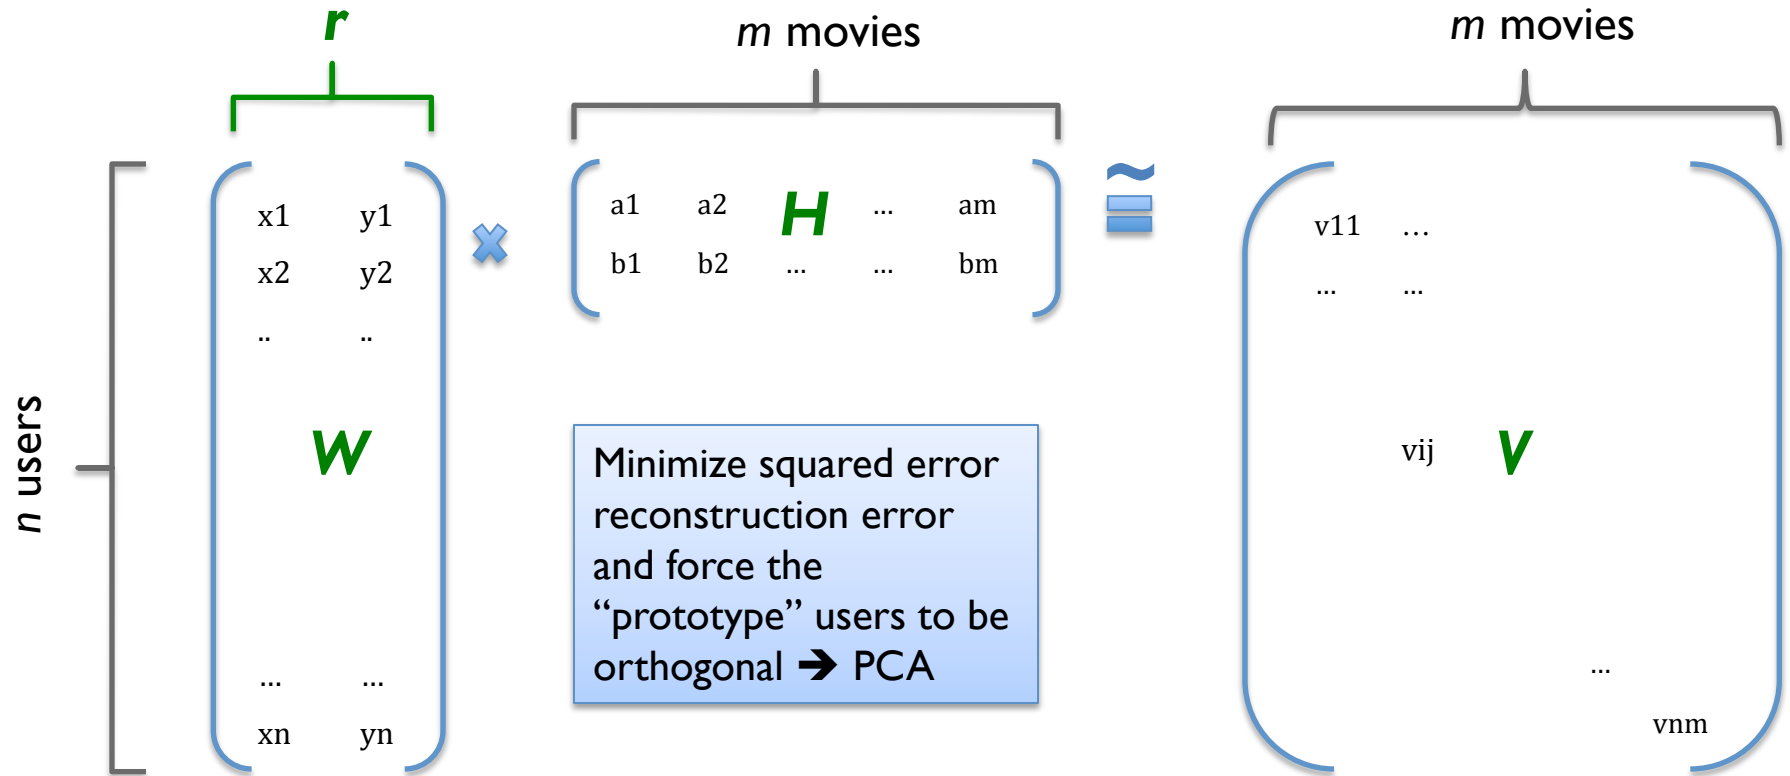 r
m movies
m movies
n users
x1 y1
x2 y2
.. ..
W
... ...
xn yn
a1 a2 H ... am
b1 b2 ... ... bm
≅
v11 ...
... ...
vij V
...
vnm
Minimize squared error
reconstruction error
and force the
“prototype” users to be
orthogonal ➔ PCA